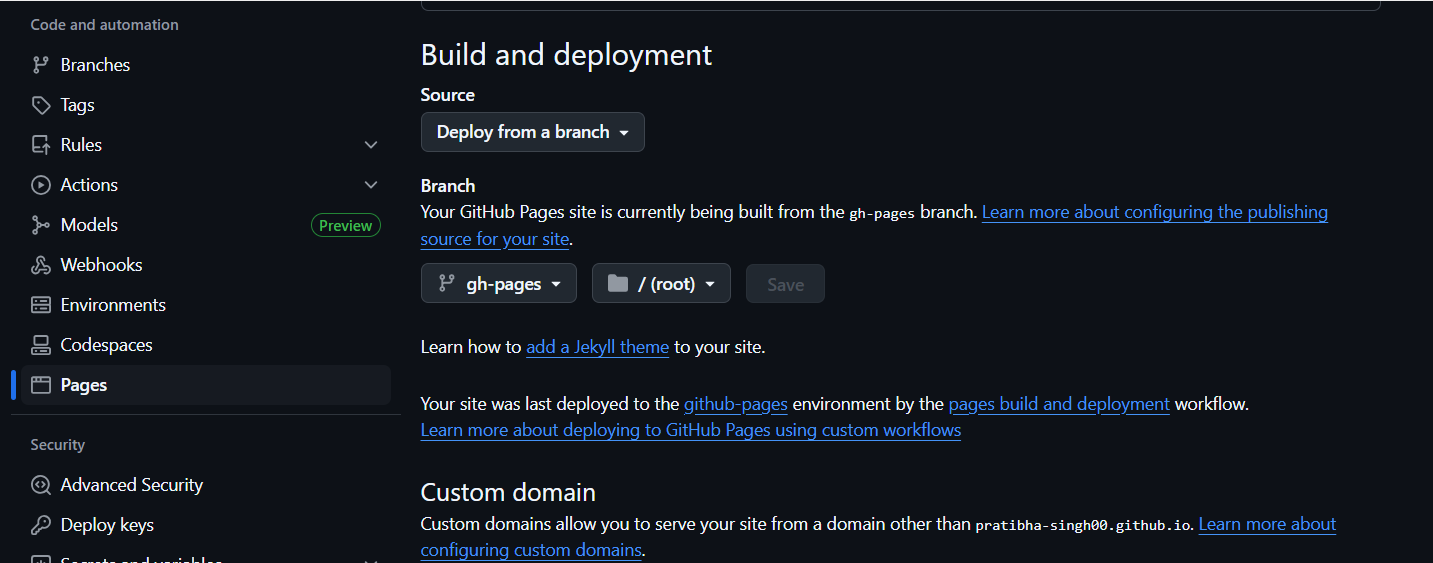 Code and automation
Branches
Tags
Rules
Actions
Models
Preview
Webhooks
Environments
Codespaces
Pages
Security
Advanced Security
Deploy keys
Secrets and variables
Build and deployment
Source
Deploy from a branch
Branch
Your GitHub Pages site is currently being built from the gh-pages branch. Learn more about configuring the publishing
source for your site.
gh-pages
/ (root)
Save
Learn how to add a Jekyll theme to your site.
Your site was last deployed to the github-pages environment by the pages build and deployment workflow.
Learn more about deploying to GitHub Pages using custom workflows
Custom domain
Custom domains allow you to serve your site from a domain other than pratibha-singh00.github.io. Learn more about
configuring custom domains.